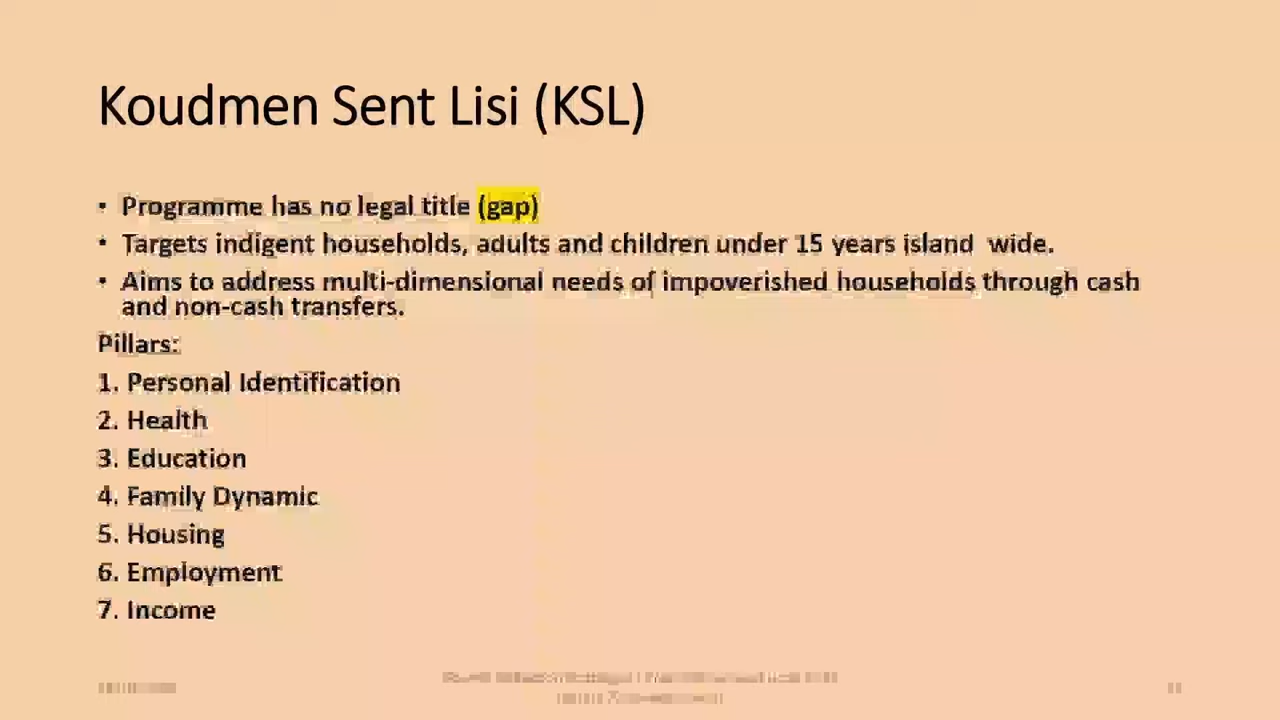 Koudmen Sent Lisi (KSL)
• Programme has no legal title (gap)
• Targets indigent households, adults and children under 15 years island wide.
• Aims to address multi-dimensional needs of impoverished households through cash
and non-cash transfers.
Pillars:
1. Personal Identification
2. Health
3. Education
4. Family Dynamic
5. Housing
6. Employment
7. Income